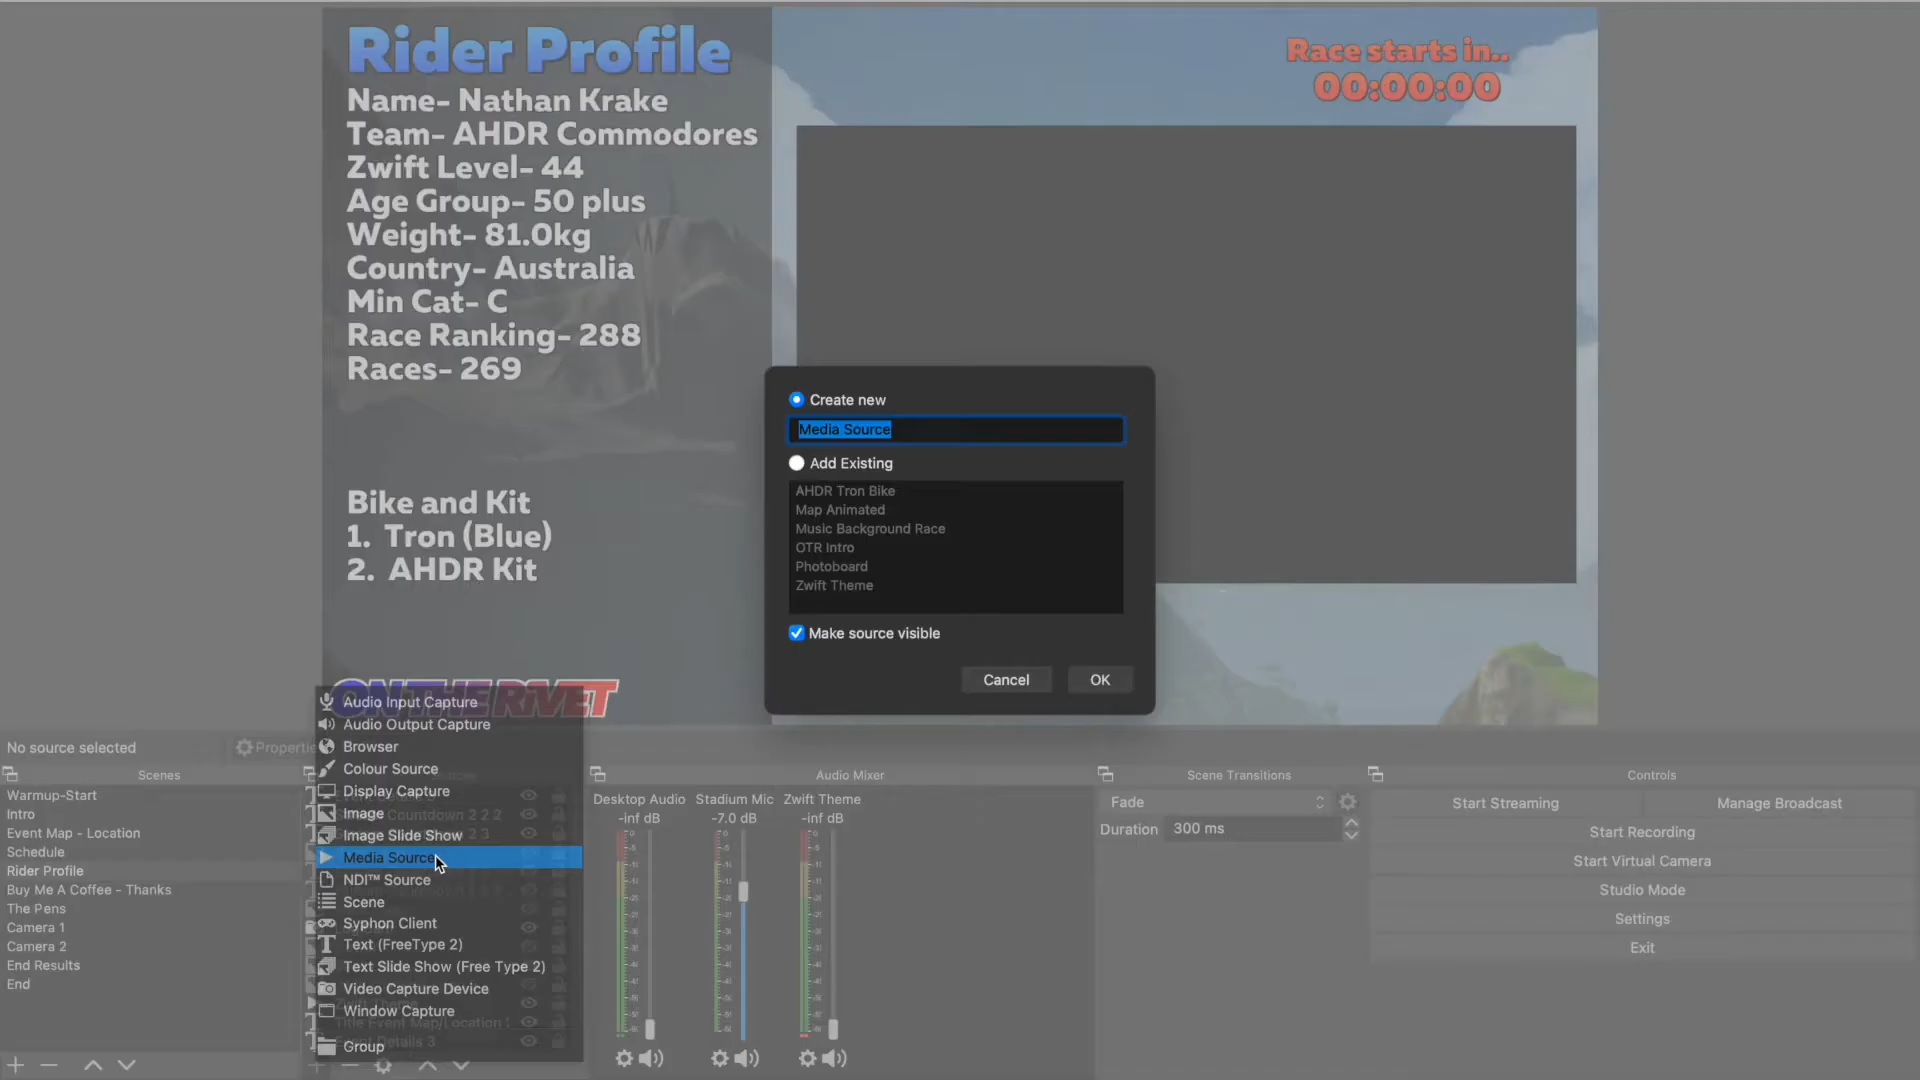 Rider Profile
Name- Nathan Krake
Team- AHDR Commodores
Zwift Level- 44
Age Group- 50 plus
Weight- 81.0kg
Country- Australia
Min Cat- C
Race Ranking- 288
Races- 269
Bike and Kit
1. Tron (Blue)
2. AHDR Kit
ON THE RIVET
Race starts in..
00:00:00
Create new
Media Source
Add Existing
AHDR Tron Bike
Map Animated
Music Background Race
OTR Intro
Photoboard
Zwift Theme
Make source visible
Cancel
OK
No source selected
Scenes
Warmup-Start
Intro
Event Map - Location
Schedule
Rider Profile
Buy Me A Coffee - Thanks
The Pens
Camera 1
Camera 2
End Results
End
Audio Input Capture
Audio Output Capture
Browser
Colour Source
Display Capture
Image
Image Slide Show
Media Source
NDI™ Source
Scene
Syphon Client
Text (FreeType 2)
Text Slide Show (Free Type 2)
Video Capture Device
Window Capture
Group
Audio Mixer
Desktop Audio
-inf dB
Stadium Mic
-7.0 dB
Zwift Theme
-inf dB
Scene Transitions
Fade
Duration 300 ms
Controls
Start Streaming
Manage Broadcast
Start Recording
Start Virtual Camera
Studio Mode
Settings
Exit